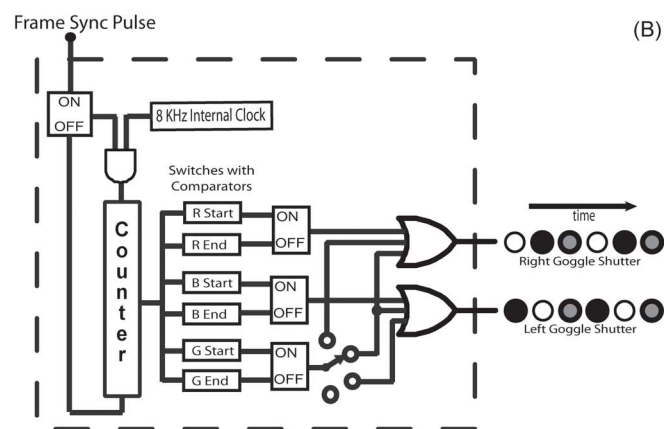 Frame Sync Pulse
(B)
ON
OFF
8 KHz Internal Clock
Switches with
Comparators
Counter
R Start
R End
ON
OFF
B Start
B End
ON
OFF
G Start
G End
ON
OFF
time
Right Goggle Shutter
Left Goggle Shutter